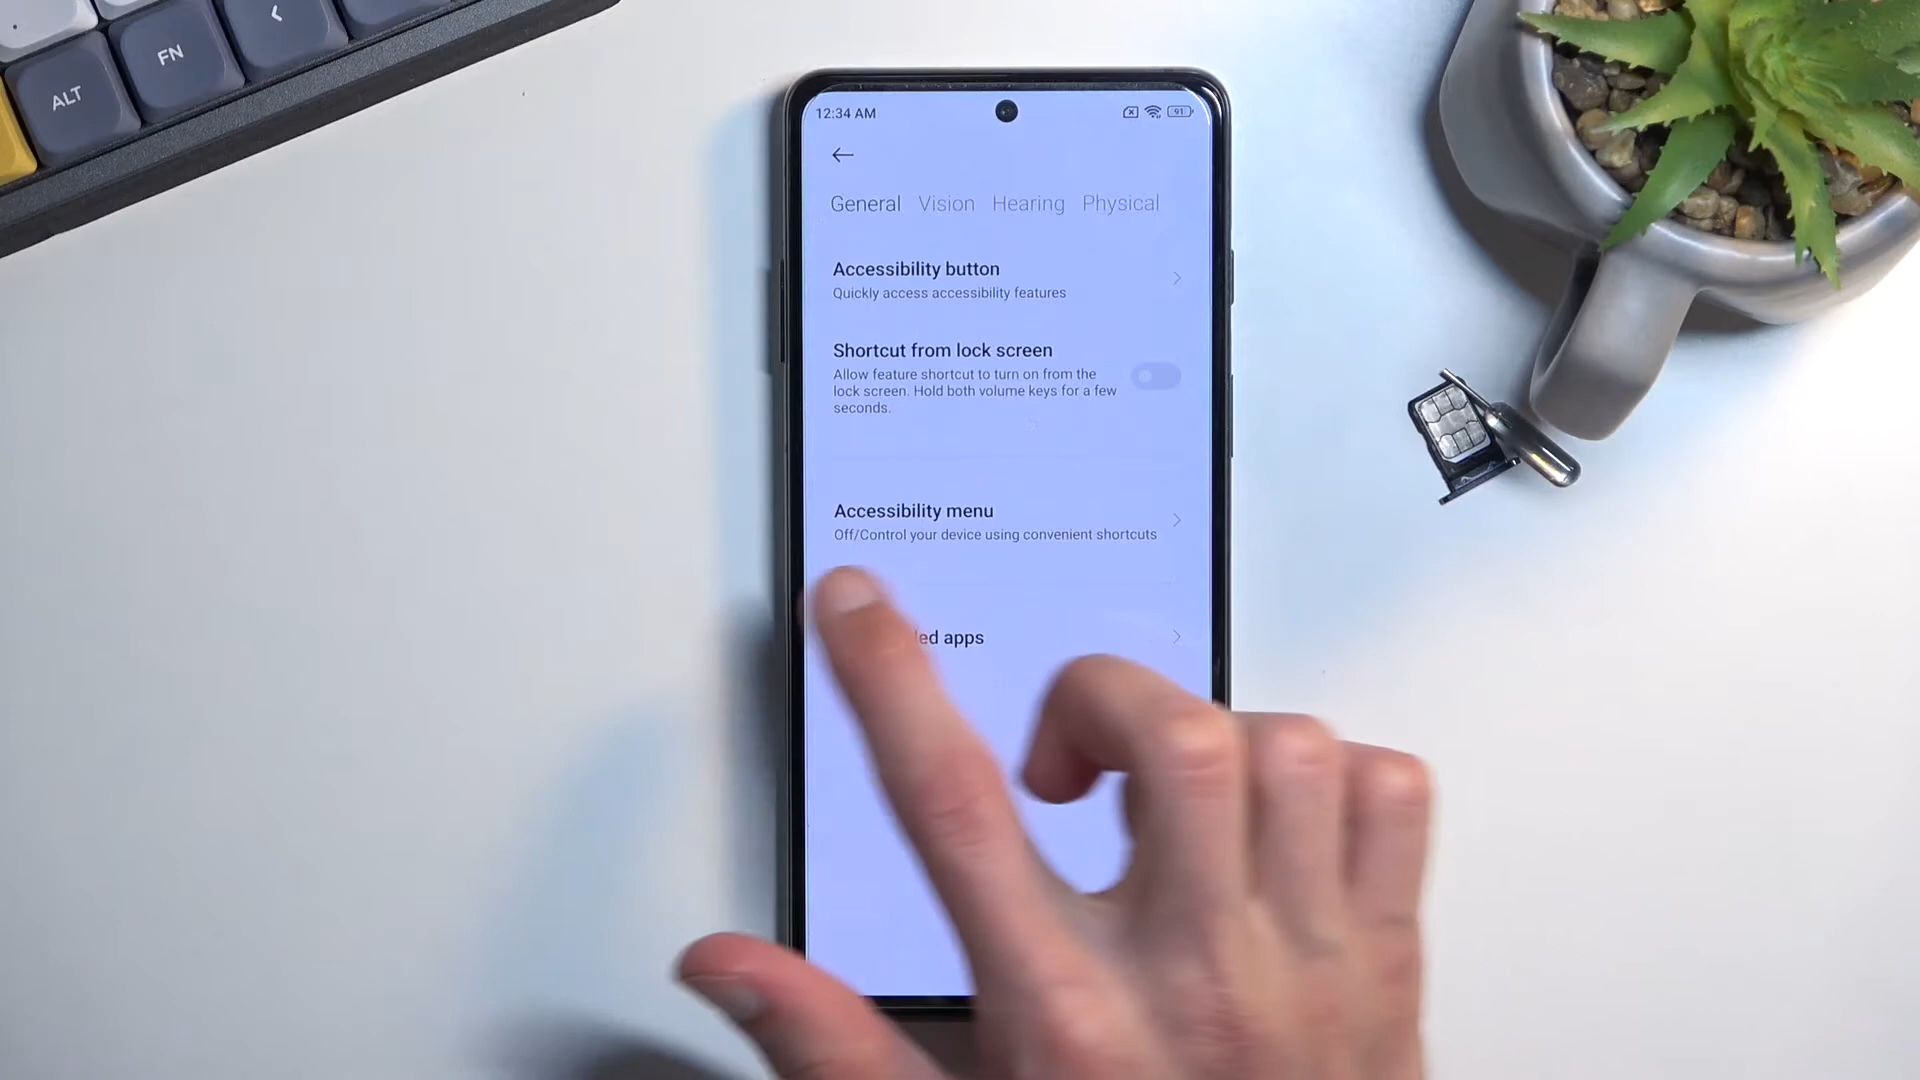 ALT
FN
<
12:34 AM
91
General Vision Hearing Physical
Accessibility button
Quickly access accessibility features
Shortcut from lock screen
Allow feature shortcut to turn on from the
lock screen. Hold both volume keys for a few
seconds.
Accessibility menu
Off/Control your device using convenient shortcuts
apps